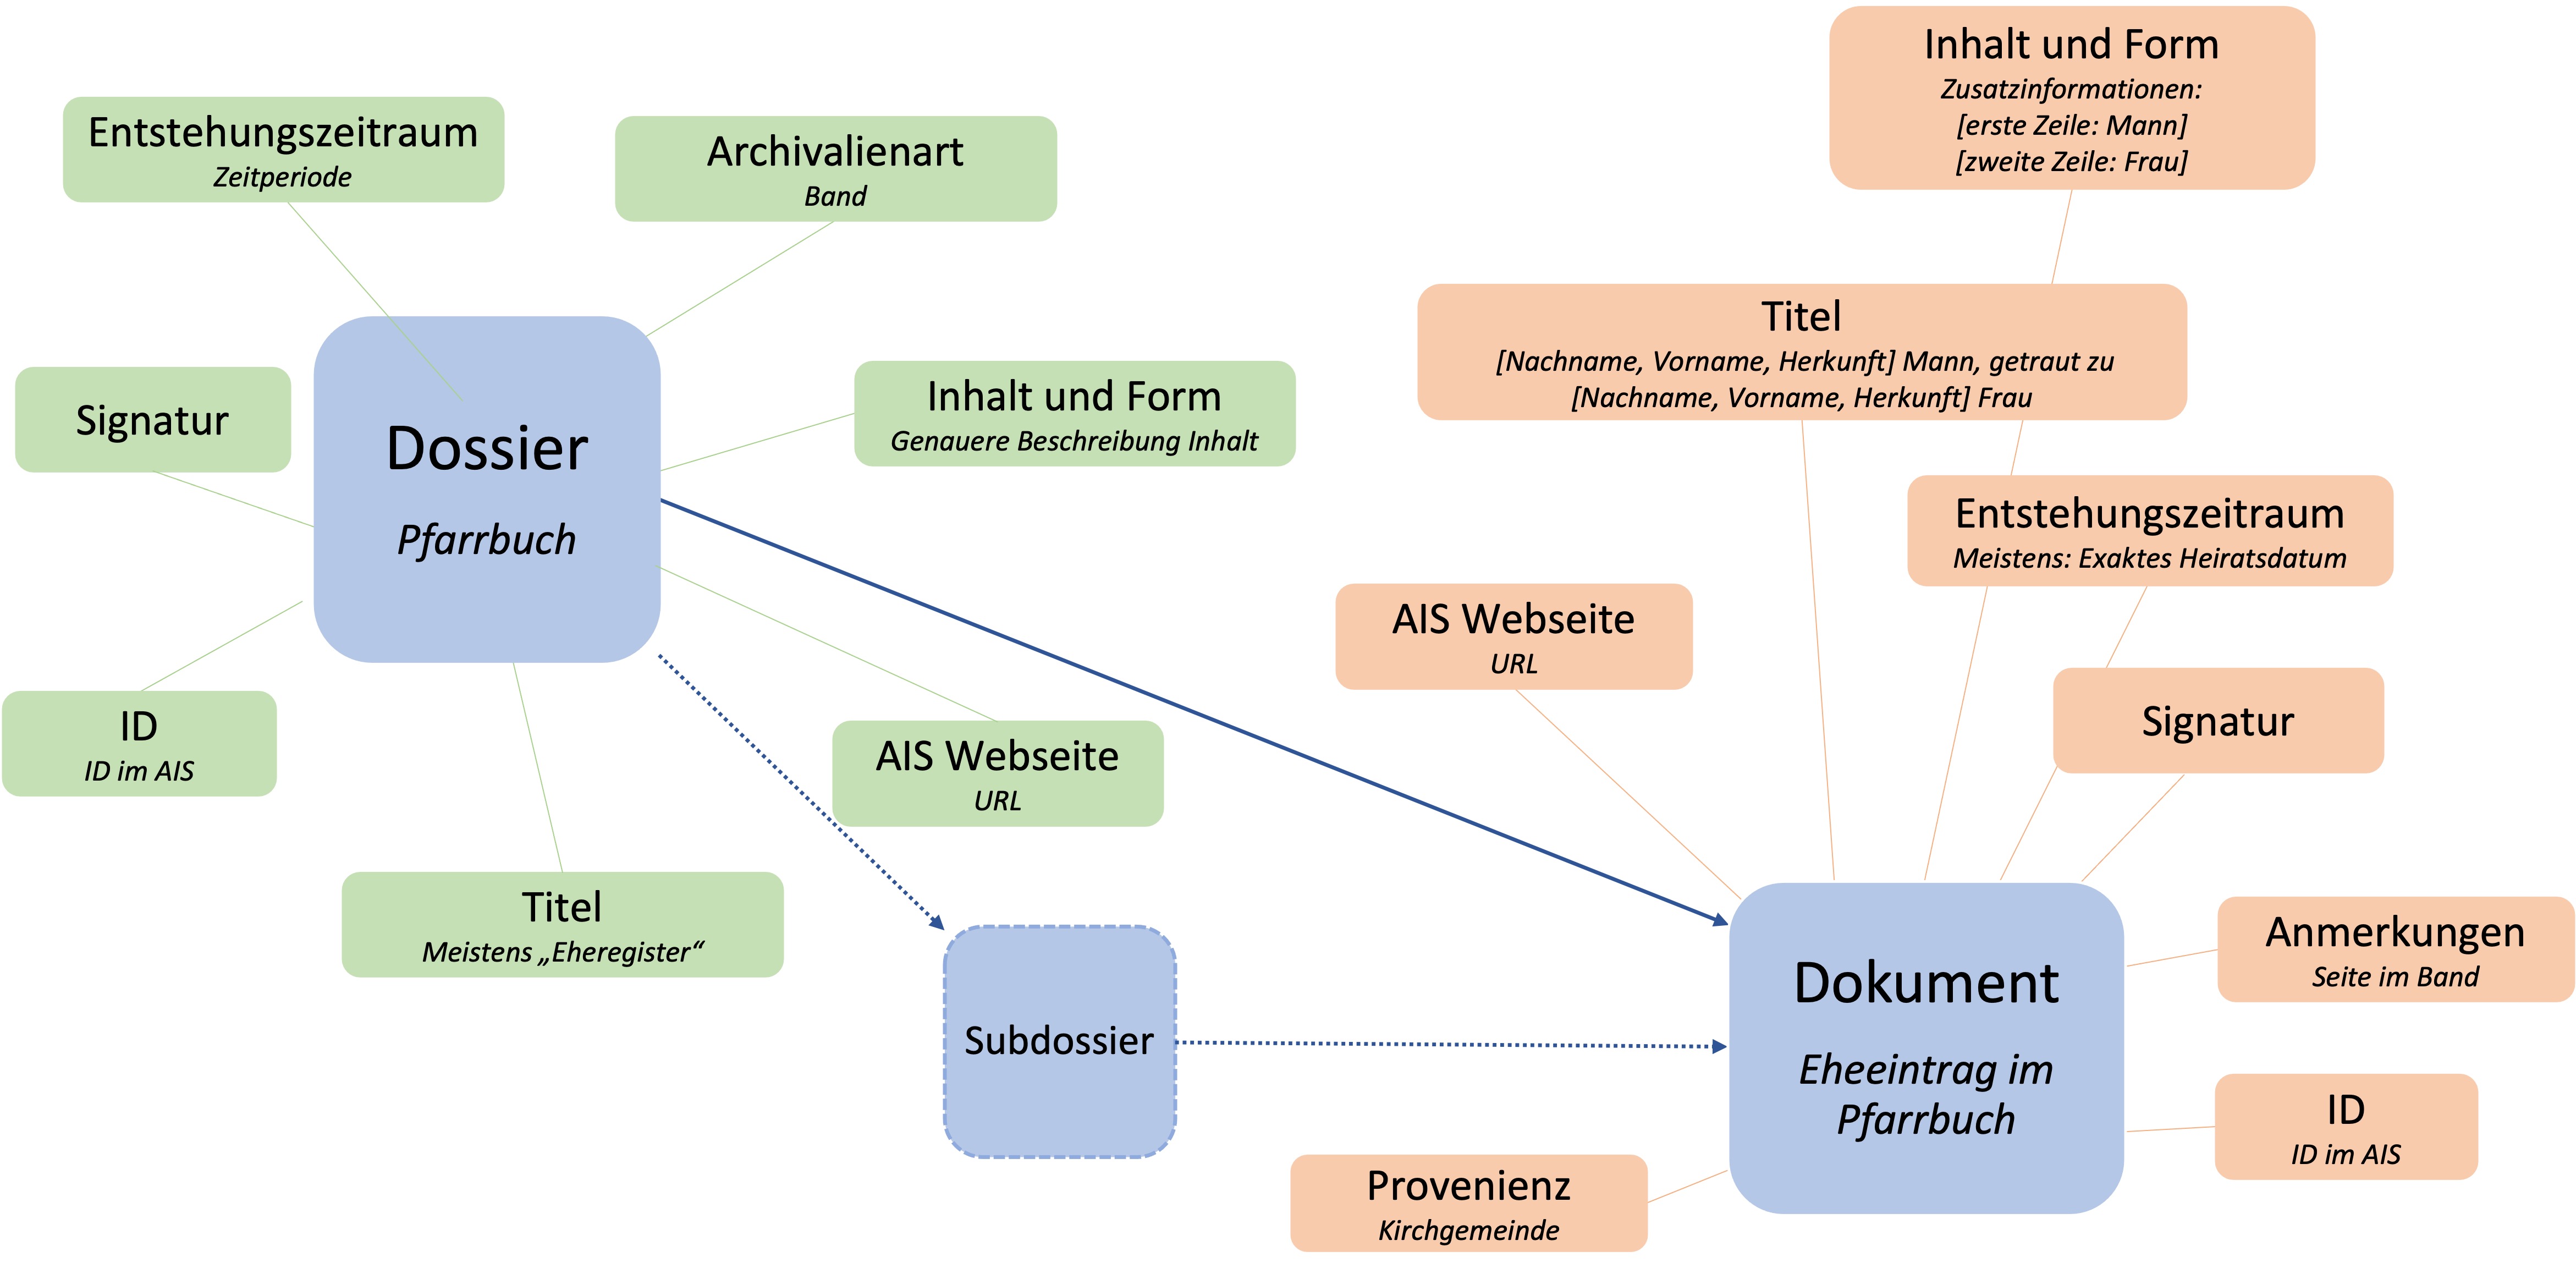 Entstehungszeitraum
Zeitperiode
Archivalienart
Band
Signatur
Dossier
Pfarrbuch
Inhalt und Form
Genauere Beschreibung Inhalt
ID
ID im AIS
AIS Webseite
URL
Titel
Meistens „Eheregister“
Subdossier
Inhalt und Form
Zusatzinformationen:
[erste Zeile: Mann]
[zweite Zeile: Frau]
Titel
[Nachname, Vorname, Herkunft] Mann, getraut zu
[Nachname, Vorname, Herkunft] Frau
Entstehungszeitraum
Meistens: Exaktes Heiratsdatum
AIS Webseite
URL
Signatur
Dokument
Eheeintrag im
Pfarrbuch
Anmerkungen
Seite im Band
ID
ID im AIS
Provenienz
Kirchgemeinde